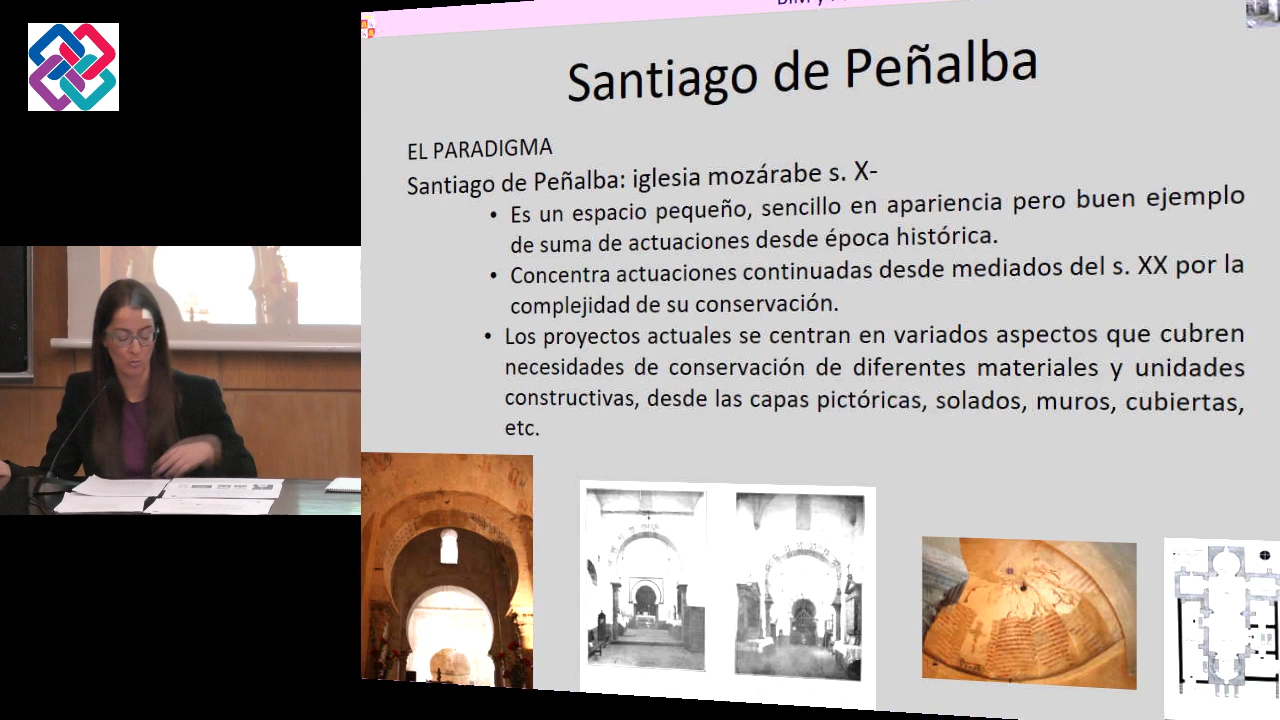 Santiago de Peñalba
EL PARADIGMA
Santiago de Peñalba: iglesia mozárabe s. X-
• Es un espacio pequeño, sencillo en apariencia pero buen ejemplo
de suma de actuaciones desde época histórica.
• Concentra actuaciones continuadas desde mediados del s. XX por la
complejidad de su conservación.
• Los proyectos actuales se centran en variados aspectos que cubren
necesidades de conservación de diferentes materiales y unidades
constructivas, desde las capas pictóricas, solados, muros, cubiertas,
etc.